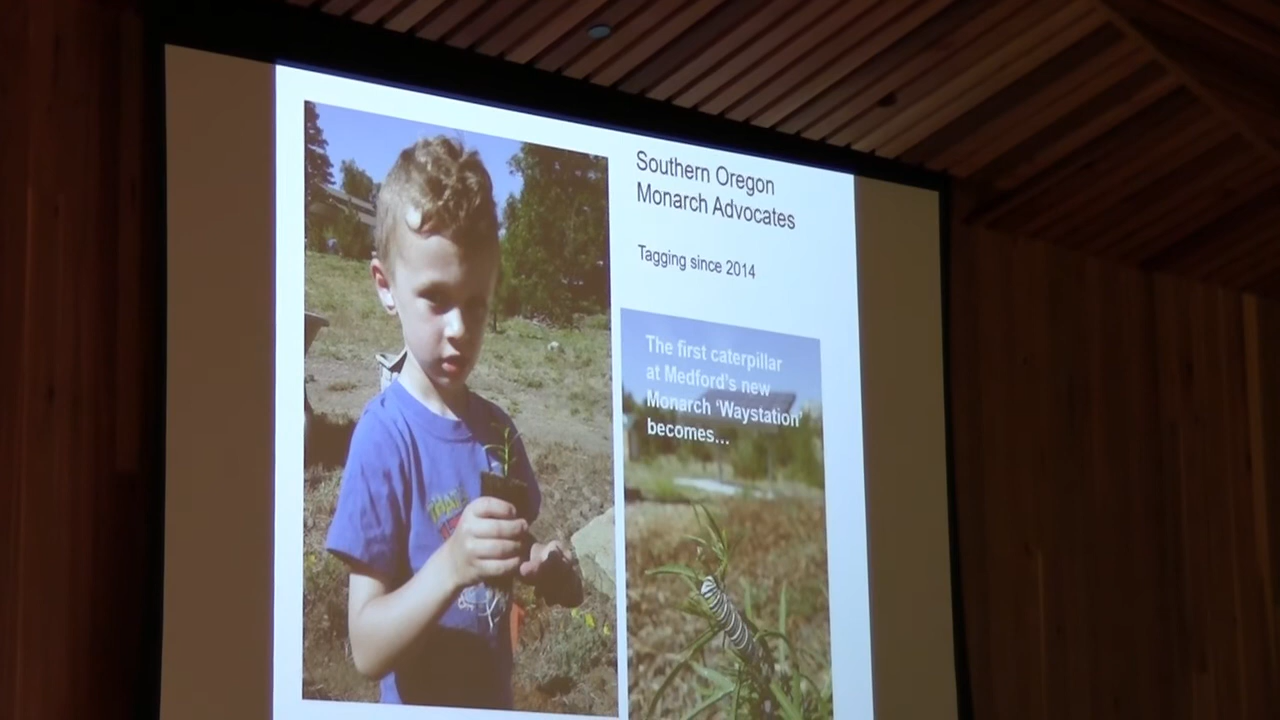 Southern Oregon
Monarch Advocates
Tagging since 2014
The first caterpillar
at Medford's new
Monarch ‘Waystation’
becomes…